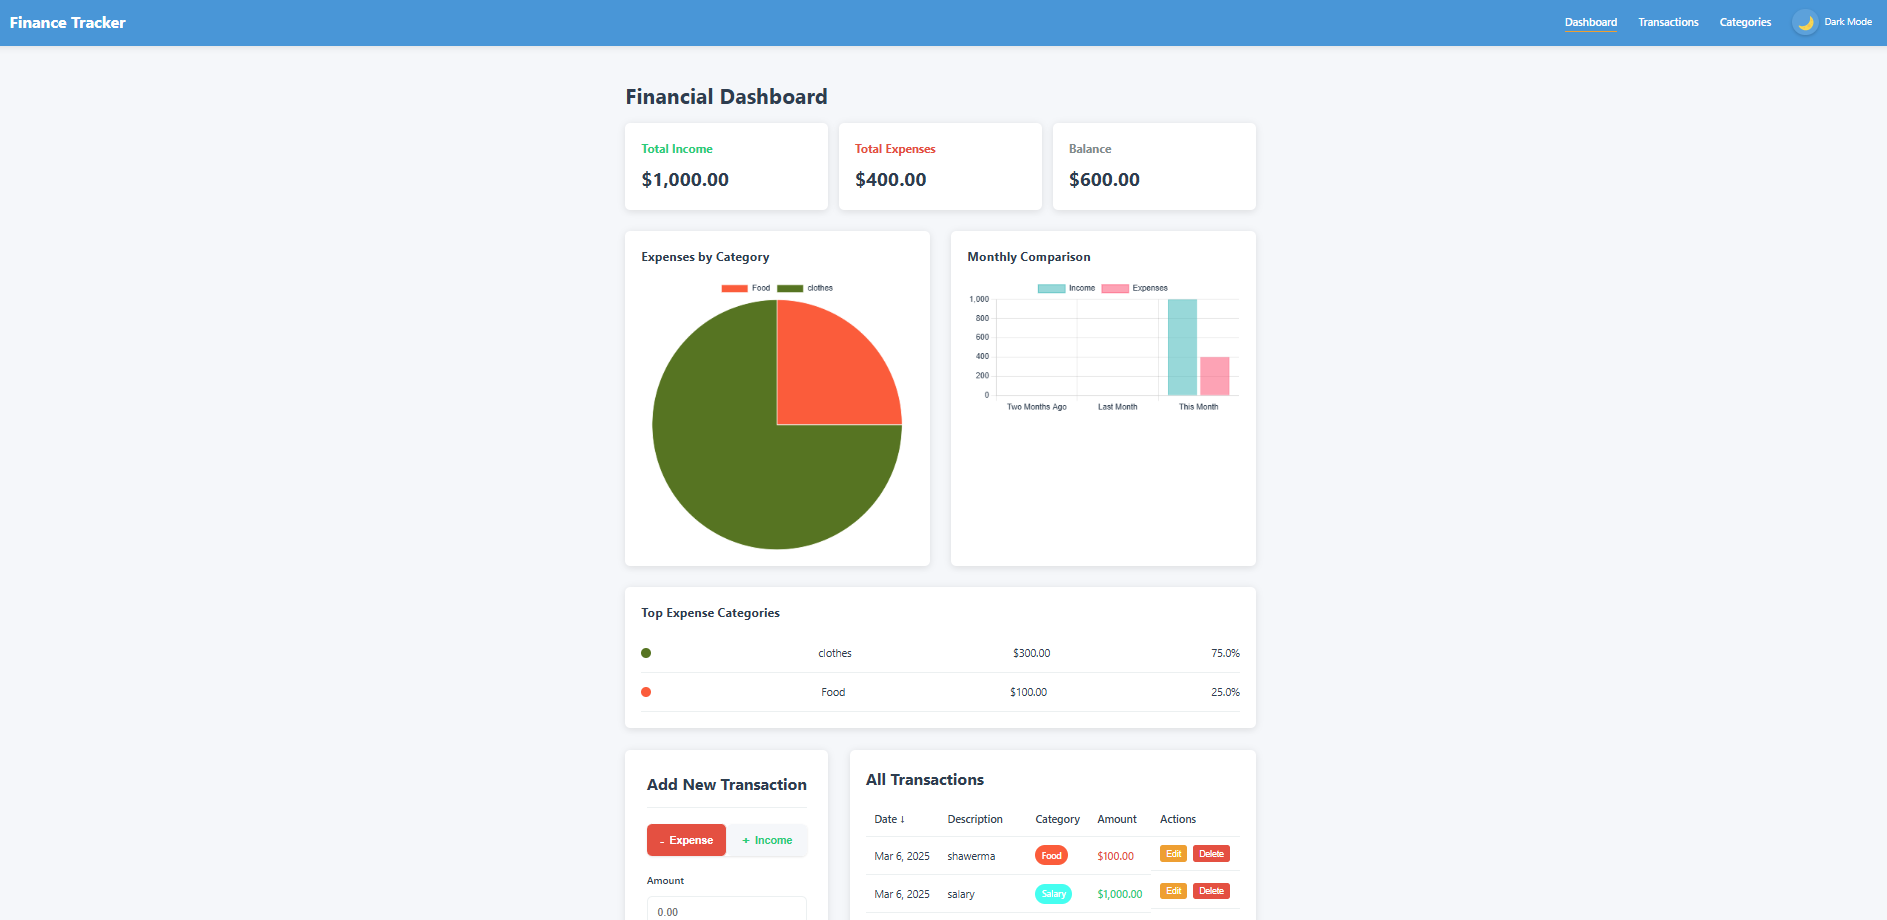 Finance Tracker
Dashboard Transactions Categories 🌙 Dark Mode
Financial Dashboard
Total Income
$1,000.00
Total Expenses
$400.00
Balance
$600.00
Expenses by Category
Food clothes
Monthly Comparison
Income Expenses
1,000
800
600
400
200
0
Two Months Ago Last Month This Month
Top Expense Categories
clothes $300.00 75.0%
Food $100.00 25.0%
Add New Transaction
- Expense + Income
Amount
0.00
All Transactions
Date ↓ Description Category Amount Actions
Mar 6, 2025 shawerma Food $100.00 Edit Delete
Mar 6, 2025 salary Salary $1,000.00 Edit Delete